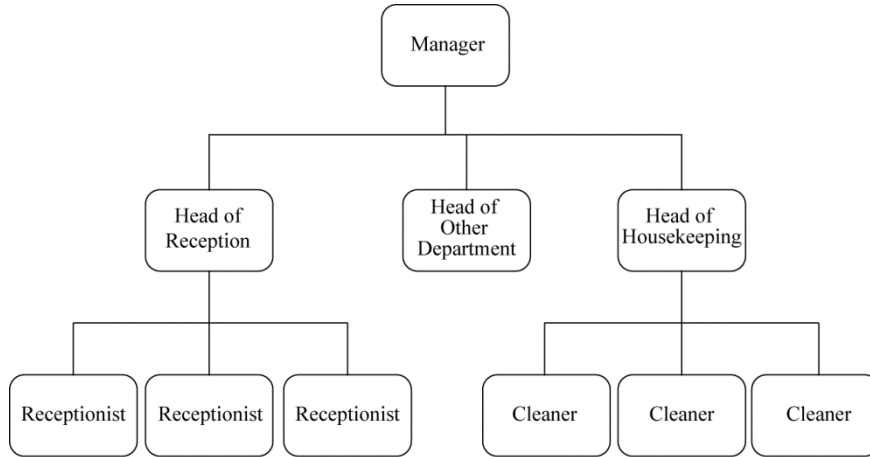 Manager
Head of
Reception
Head of
Other
Department
Head of
Housekeeping
Receptionist
Receptionist
Receptionist
Cleaner
Cleaner
Cleaner